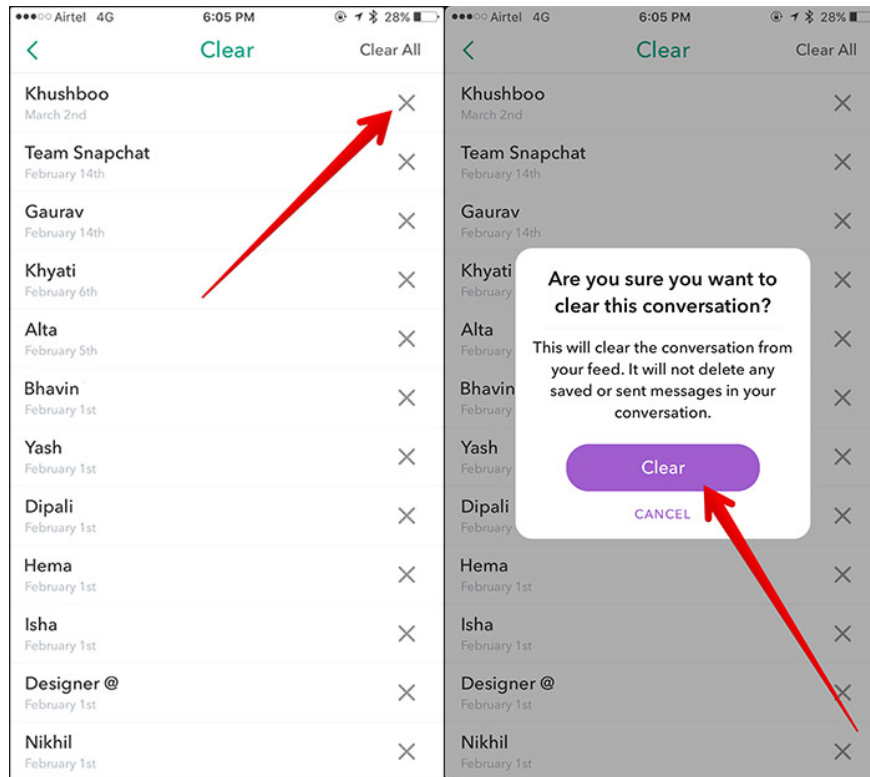 Airtel 4G 6:05 PM 28%
Clear Clear All
Khushboo
March 2nd
Team Snapchat
February 14th
Gaurav
February 14th
Khyati
February 6th
Alta
February 5th
Bhavin
February 1st
Yash
February 1st
Dipali
February 1st
Hema
February 1st
Isha
February 1st
Designer @
February 1st
Nikhil
February 1st
Airtel 4G 6:05 PM 28%
Clear Clear All
Khushboo
March 2nd
Team Snapchat
February 14th
Gaurav
February 14th
Khyati
February
Alta
February
Bhavin
February
Yash
February
Dipali
February
Hema
February 1st
Isha
February 1st
Designer @
February 1st
Nikhil
February 1st
Are you sure you want to
clear this conversation?
This will clear the conversation from
your feed. It will not delete any
saved or sent messages in your
conversation.
Clear
CANCEL